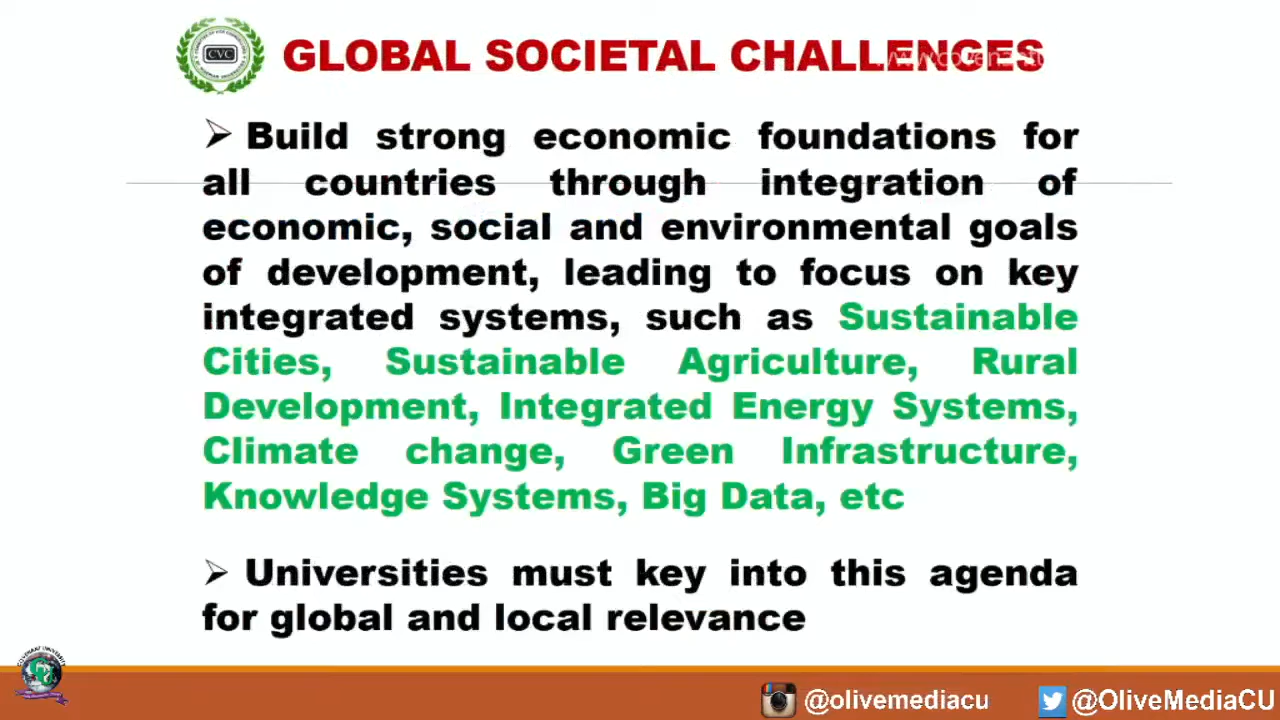 CVC
GLOBAL SOCIETAL CHALLENGES
➢ Build strong economic foundations for
all countries through integration of
economic, social and environmental goals
of development, leading to focus on key
integrated systems, such as Sustainable
Cities, Sustainable Agriculture, Rural
Development, Integrated Energy Systems,
Climate change, Green Infrastructure,
Knowledge Systems, Big Data, etc
➢ Universities must key into this agenda
for global and local relevance
COVENANT UNIVERSITY
@olivemediacu
@OliveMediaCU